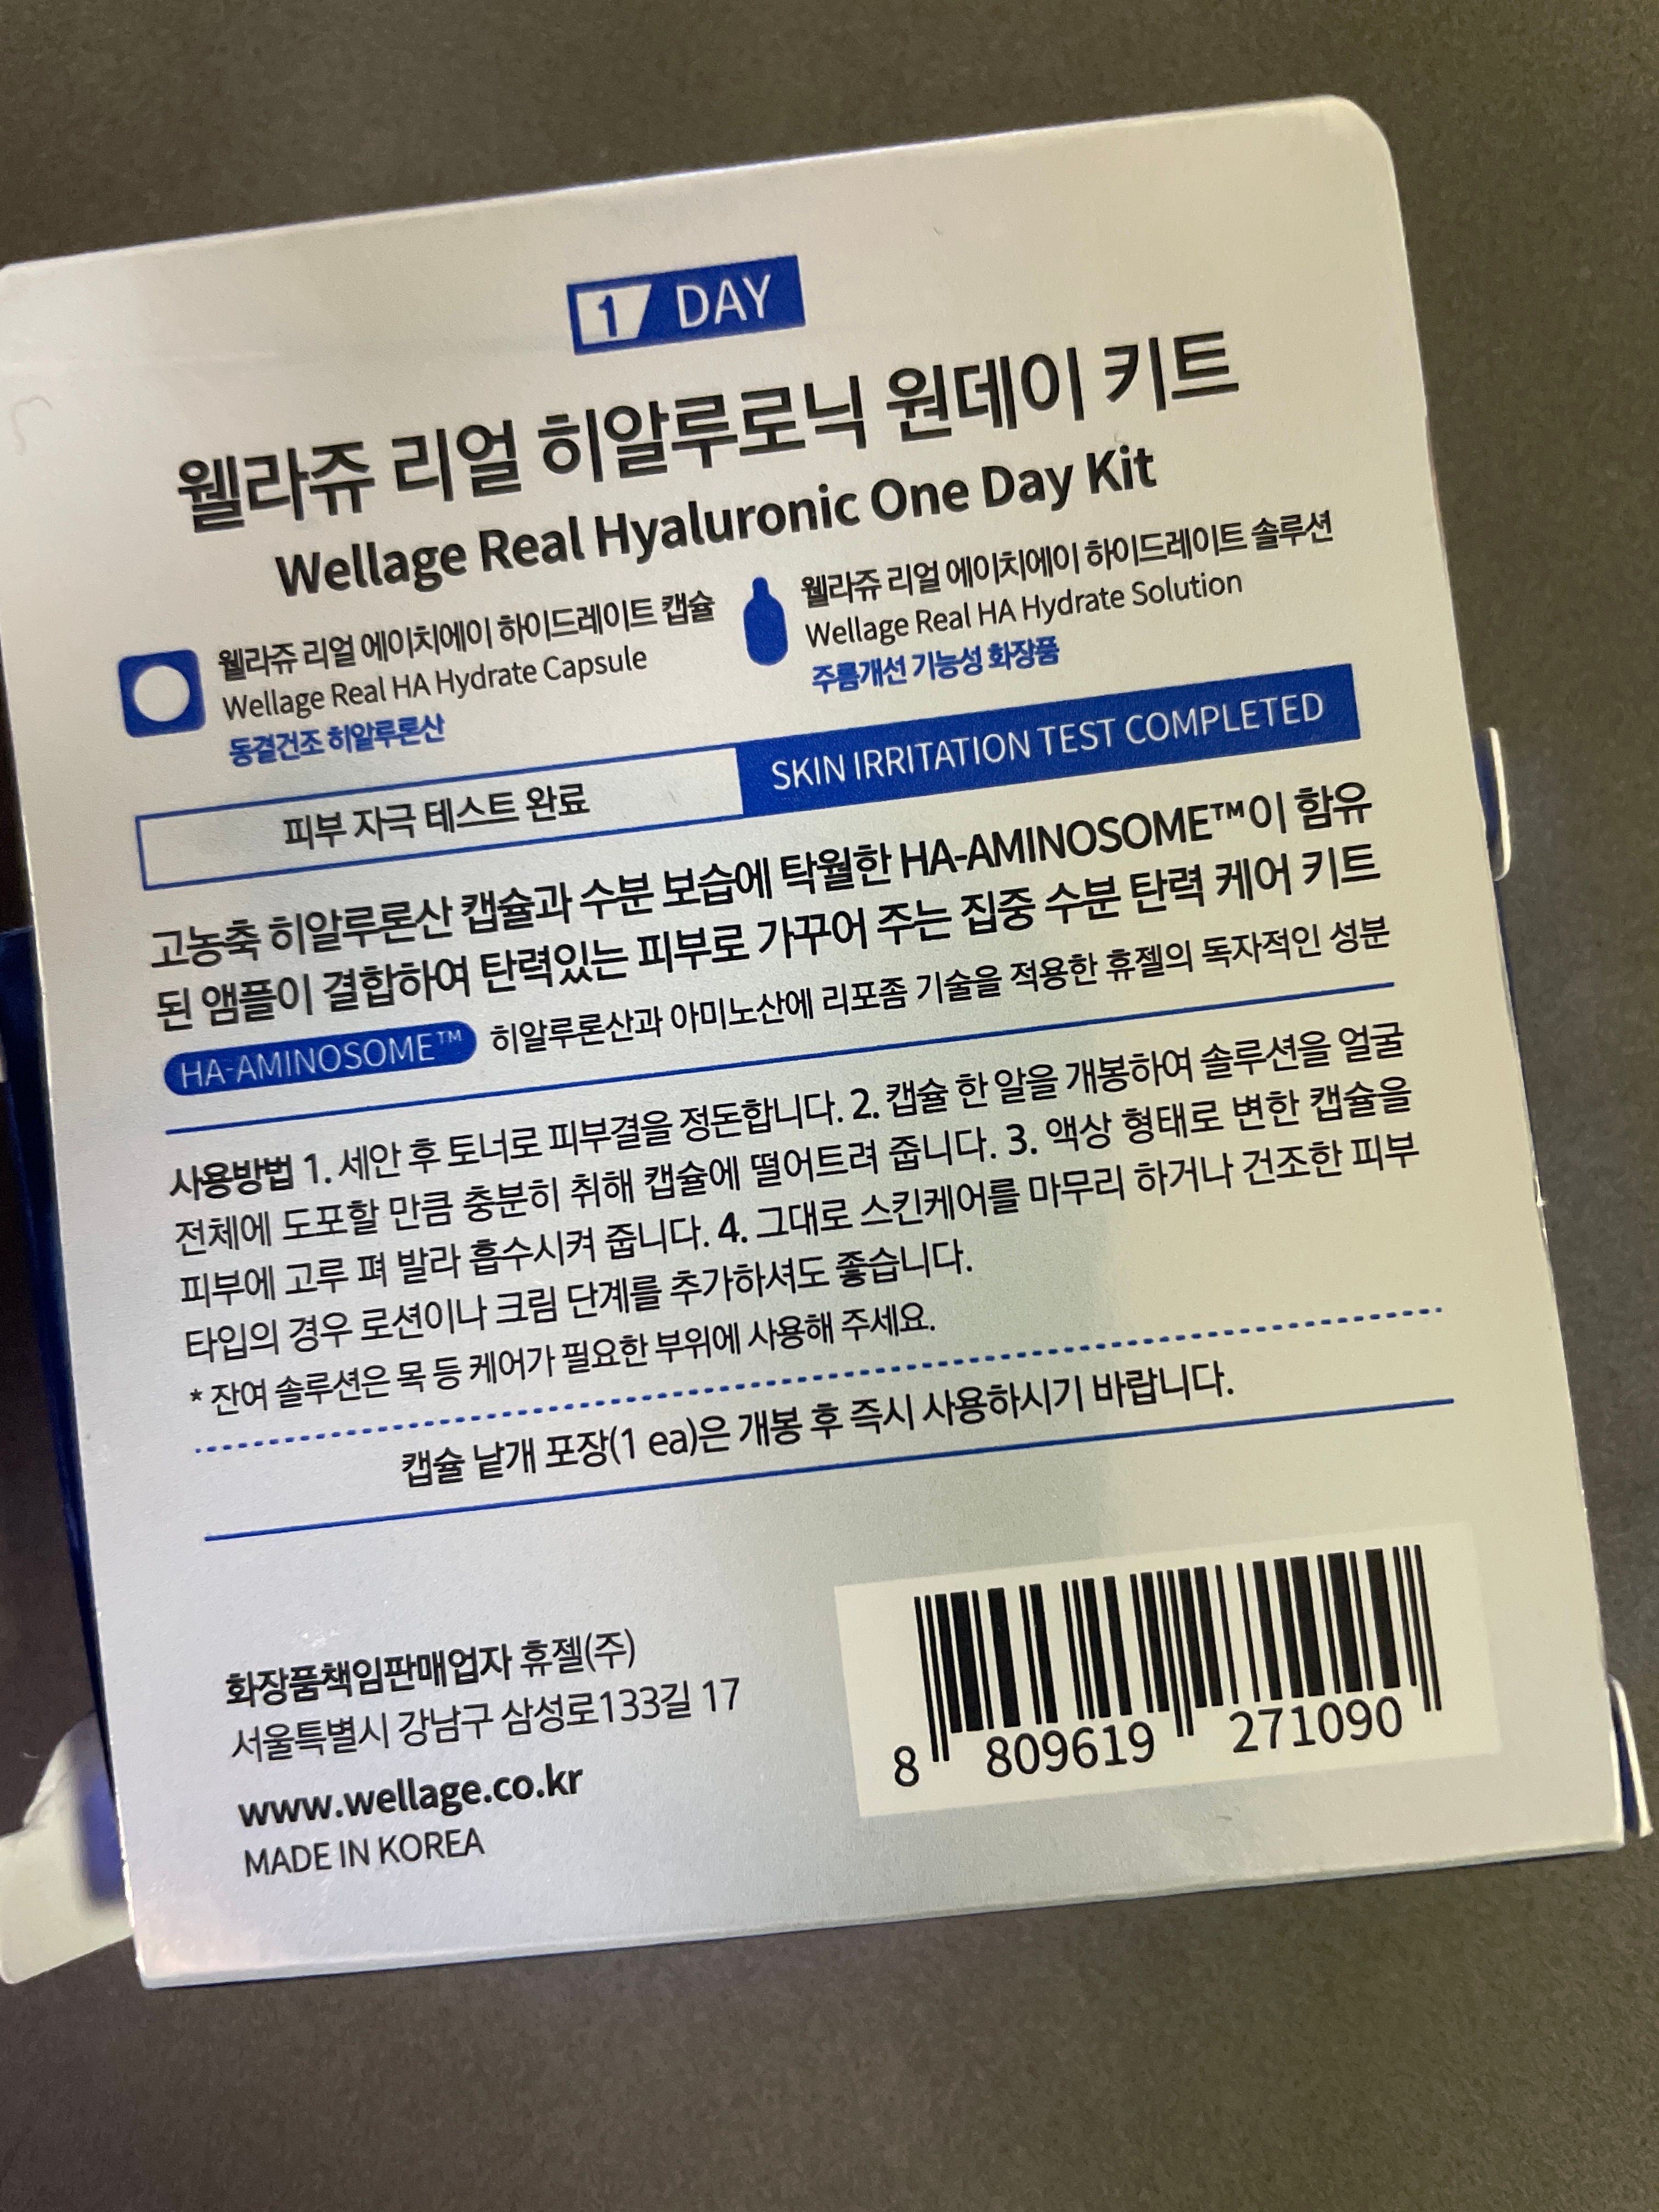 1 DAY
웰라쥬 리얼 히알루로닉 원데이 키트
Wellage Real Hyaluronic One Day Kit
웰라쥬 리얼 에이치에이 하이드레이트 캡슐
Wellage Real HA Hydrate Capsule
동결건조 히알루론산
웰라쥬 리얼 에이치에이 하이드레이트 솔루션
Wellage Real HA Hydrate Solution
주름개선 기능성 화장품
피부 자극 테스트 완료
SKIN IRRITATION TEST COMPLETED
고농축 히알루론산 캡슐과 수분 보습에 탁월한 HA-AMINOSOME™이 함유
된 앰플이 결합하여 탄력있는 피부로 가꾸어 주는 집중 수분 탄력 케어 키트
HA-AMINOSOME™ 히알루론산과 아미노산에 리포좀 기술을 적용한 휴젤의 독자적인 성분
사용방법 1. 세안 후 토너로 피부결을 정돈합니다. 2. 캡슐 한 알을 개봉하여 솔루션을 얼굴
전체에 도포할 만큼 충분히 취해 캡슐에 떨어트려 줍니다. 3. 액상 형태로 변한 캡슐을
피부에 고루 펴 발라 흡수시켜 줍니다. 4. 그대로 스킨케어를 마무리 하거나 건조한 피부
타입의 경우 로션이나 크림 단계를 추가하셔도 좋습니다.
* 잔여 솔루션은 목 등 케어가 필요한 부위에 사용해 주세요.
캡슐 낱개 포장(1 ea)은 개봉 후 즉시 사용하시기 바랍니다.
화장품책임판매업자 휴젤(주)
서울특별시 강남구 삼성로133길 17
www.wellage.co.kr
MADE IN KOREA
8 809619 271090